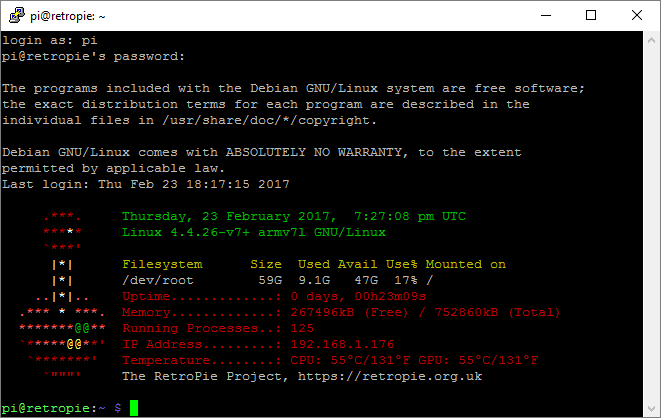 pi@retropie: ~
login as: pi
pi@retropie's password:
The programs included with the Debian GNU/Linux system are free software;
the exact distribution terms for each program are described in the
individual files in /usr/share/doc/*/copyright.
Debian GNU/Linux comes with ABSOLUTELY NO WARRANTY, to the extent
permitted by applicable law.
Last login: Thu Feb 23 18:17:15 2017
.***. Thursday, 23 February 2017,  7:27:08 pm UTC
***** Linux 4.4.26-v7+ armv7l GNU/Linux
`***'
|*| Filesystem      Size  Used Avail Use% Mounted on
|*| /dev/root        59G  9.1G   47G  17% /
..|*|.. Uptime.............: 0 days, 00h23m09s
.*** * ***. Memory.............: 267496kB (Free) / 752860kB (Total)
*******@@** Running Processes..: 125
`*****@@**' IP Address.........: 192.168.1.176
`*******' Temperature........: CPU: 55°C/131°F GPU: 55°C/131°F
`"""' The RetroPie Project, https://retropie.org.uk
pi@retropie:~ $